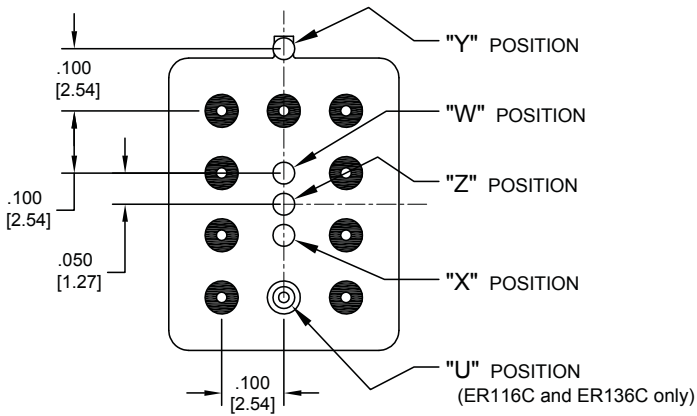 "Y" POSITION
.100
[2.54]
"W" POSITION
"Z" POSITION
.100
[2.54]
.050
[1.27]
"X" POSITION
"U" POSITION
(ER116C and ER136C only)
.100
[2.54]